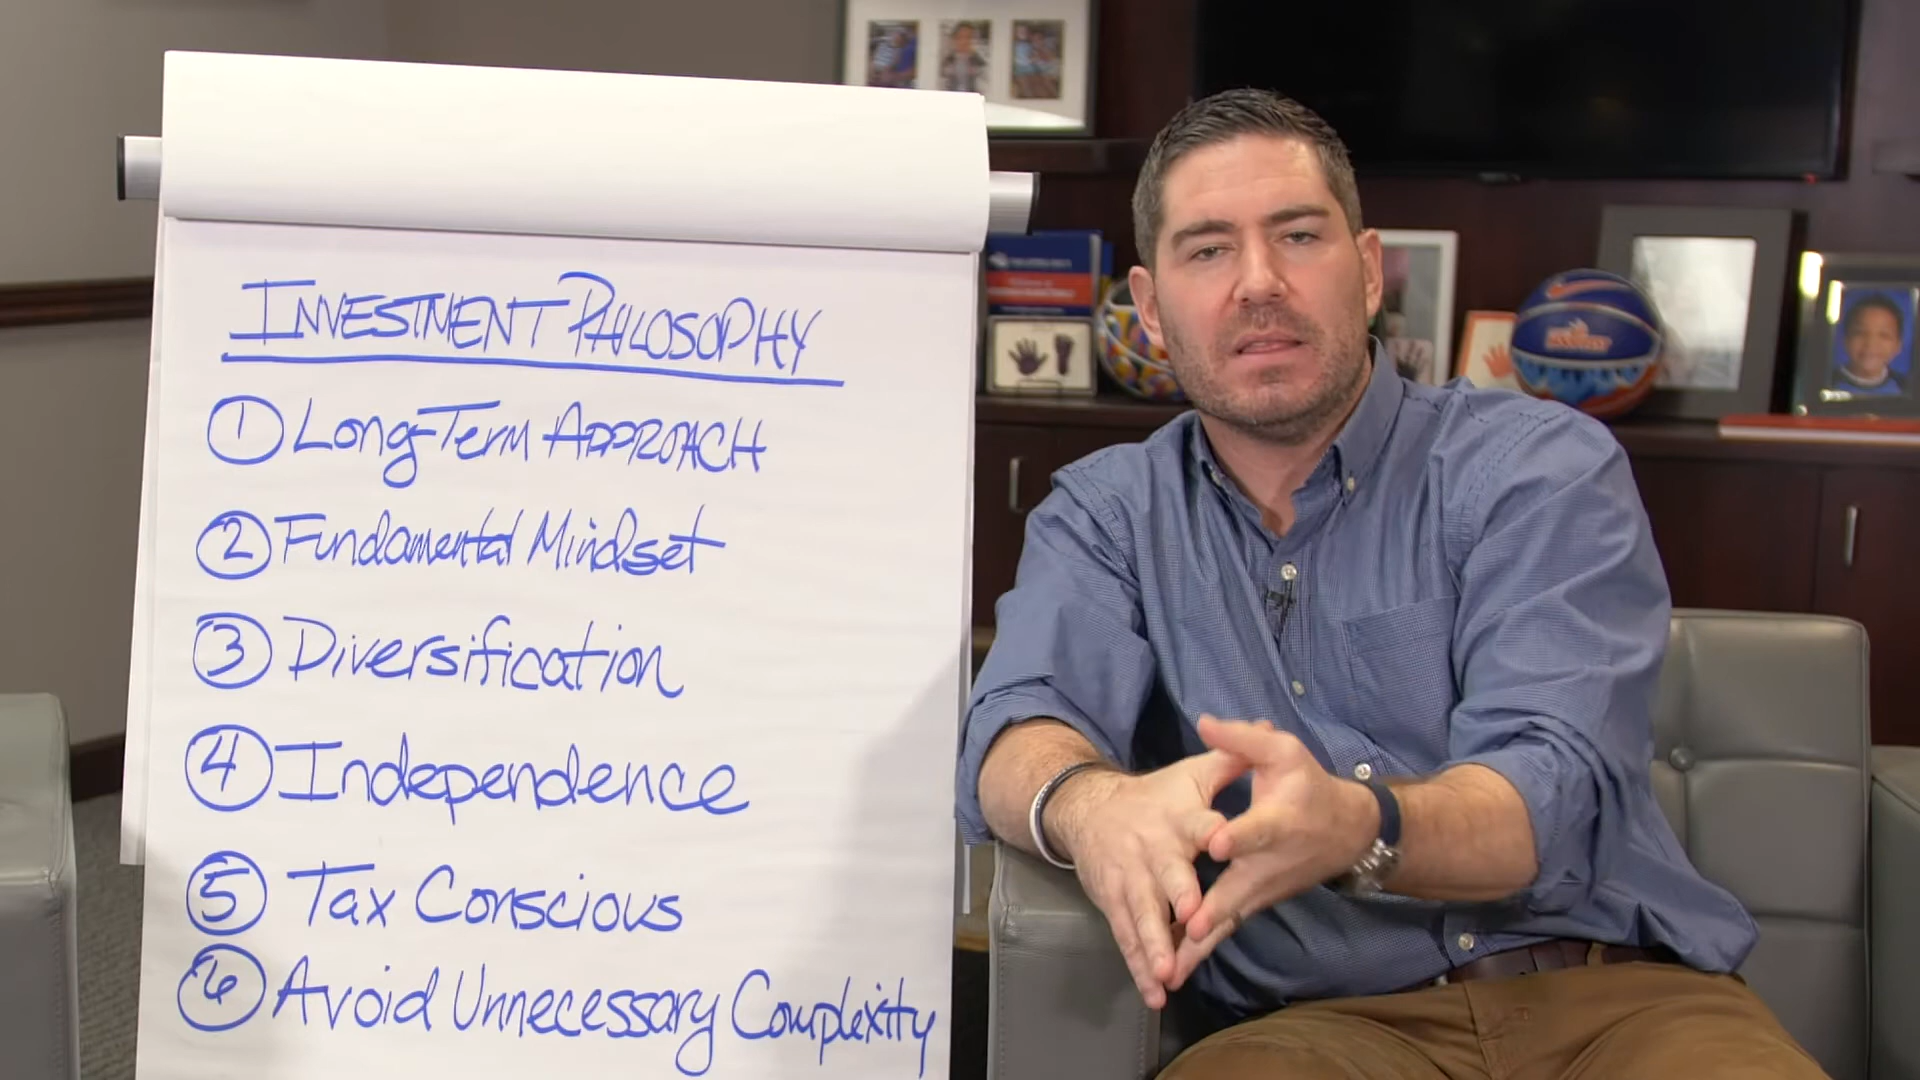 INVESTMENT PHILOSOPHY
1 Long-Term APPROACH
2 Fundamental Mindset
3 Diversification
4 Independence
5 Tax Conscious
6 Avoid Unnecessary Complexity